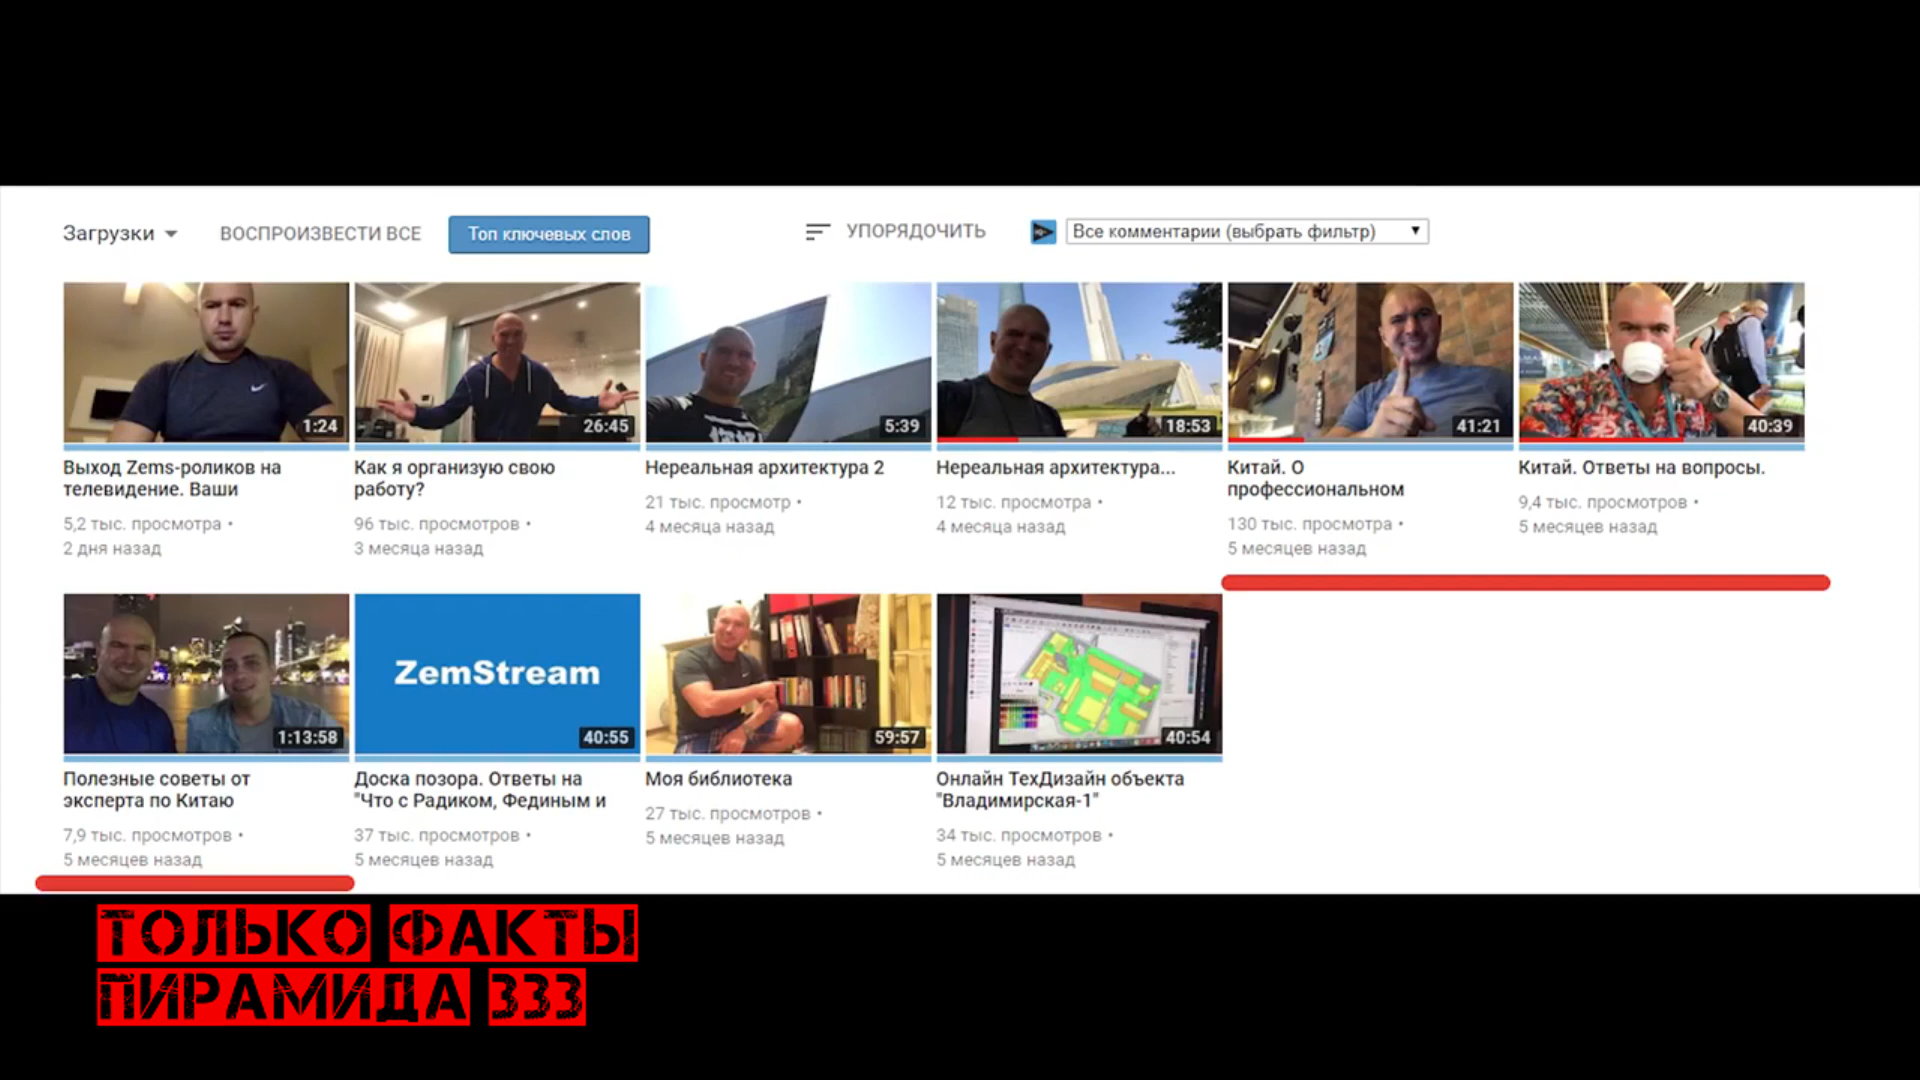 Загрузки
ВОСПРОИЗВЕСТИ ВСЕ
Топ ключевых слов
УПОРЯДОЧИТЬ
Все комментарии (выбрать фильтр)
1:24
26:45
5:39
18:53
41:21
40:39
Выход Zems-роликов на
телевидение. Ваши
5,2 тыс. просмотра •
2 дня назад
Как я организую свою
работу?
96 тыс. просмотров •
3 месяца назад
Нереальная архитектура 2
21 тыс. просмотр •
4 месяца назад
Нереальная архитектура...
12 тыс. просмотра •
4 месяца назад
Китай. О
профессиональном
130 тыс. просмотра •
5 месяцев назад
Китай. Ответы на вопросы.
9,4 тыс. просмотров •
5 месяцев назад
1:13:58
ZemStream
40:55
59:57
40:54
Полезные советы от
эксперта по Китаю
7,9 тыс. просмотров •
5 месяцев назад
Доска позора. Ответы на
"Что с Радиком, Фединым и
37 тыс. просмотров •
5 месяцев назад
Моя библиотека
27 тыс. просмотров •
5 месяцев назад
Онлайн ТехДизайн объекта
"Владимирская-1"
34 тыс. просмотров •
5 месяцев назад
ТОЛЬКО ФАКТЫ
ПИРАМИДА 333